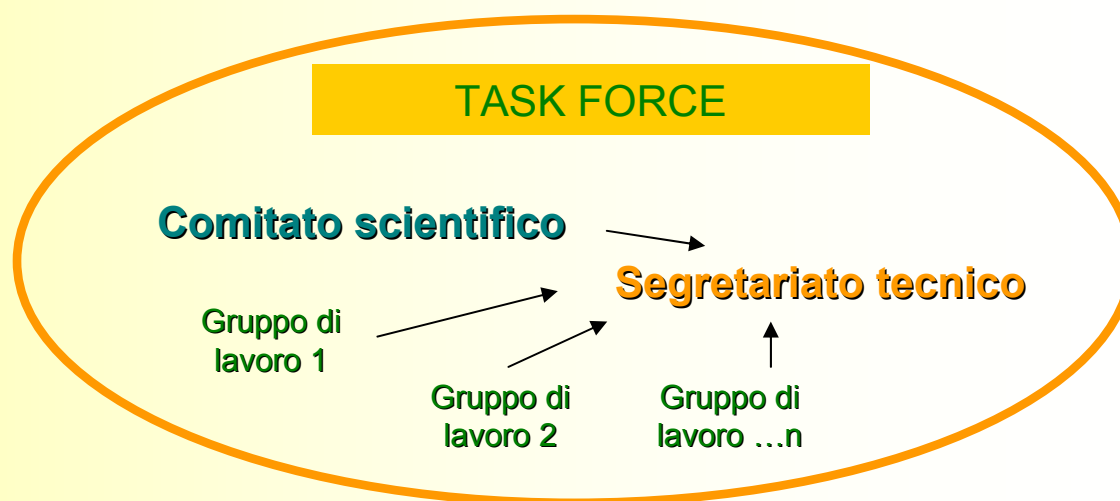 TASK FORCE
Comitato scientifico
Segretariato tecnico
Gruppo di
lavoro 1
Gruppo di
lavoro 2
Gruppo di
lavoro …n